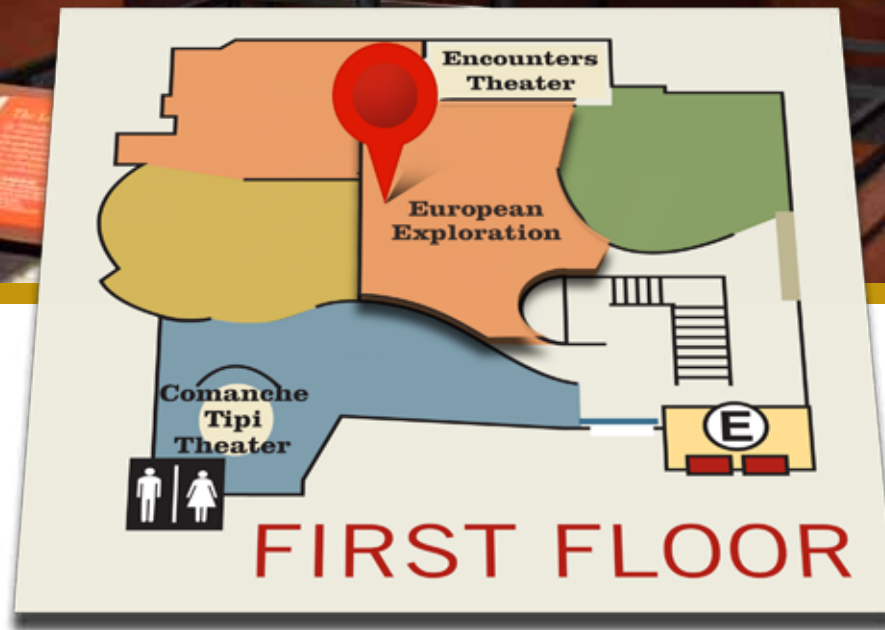 Encounters
Theater
European
Exploration
Comanche
Tipi
Theater
E
FIRST FLOOR